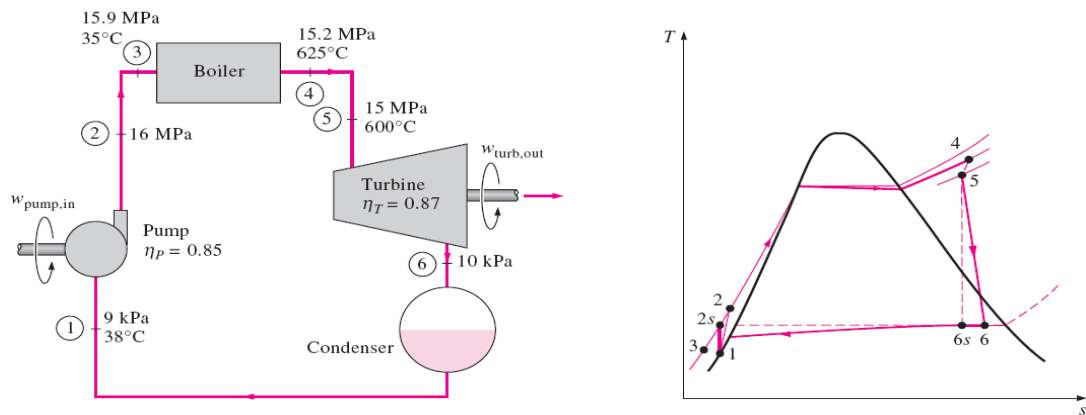 15.9 MPa
35°C
3
Boiler
15.2 MPa
625°C
4
2
16 MPa
5
15 MPa
600°C
w_turb,out
Turbine
η_T = 0.87
w_pump,in
Pump
η_P = 0.85
6
10 kPa
1
9 kPa
38°C
Condenser
T
4
5
2
2s
3
1
6s
6
s